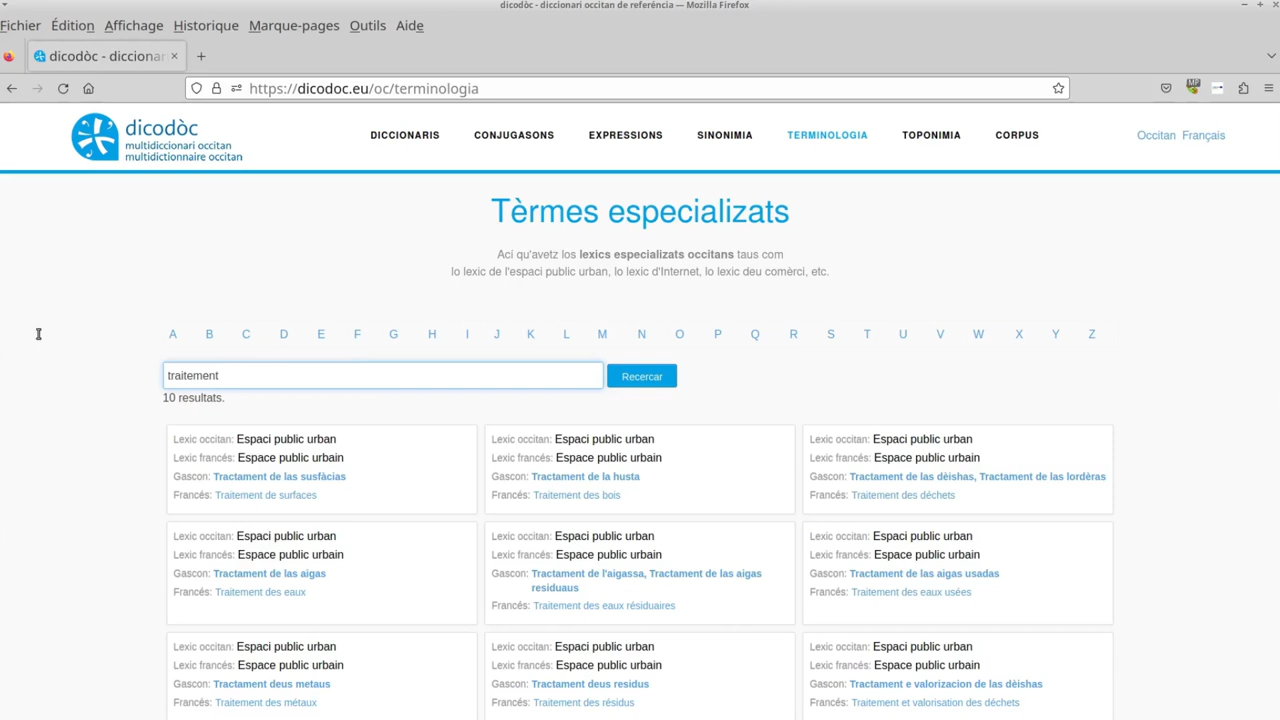 dicodòc - diccionari occitan de referéncia — Mozilla Firefox
Fichier Édition Affichage Historique Marque-pages Outils Aide
dicodòc - diccionar
https://dicodoc.eu/oc/terminologia
dicodòc
multidiccionari occitan
multidictionnaire occitan
DICCIONARIS CONJUGASONS EXPRESSIONS SINONIMIA TERMINOLOGIA TOPONIMIA CORPUS
Occitan Français
Tèrmes especializats
Ací qu'avetz los lexics especializats occitans taus com
lo lexic de l'espaci public urban, lo lexic d'Internet, lo lexic deu comèrci, etc.
A B C D E F G H I J K L M N O P Q R S T U V W X Y Z
traitement
Recercar
10 resultats.
Lexic occitan: Espaci public urban
Lexic francés: Espace public urbain
Gascon: Tractament de las susfàcias
Francés: Traitement de surfaces
Lexic occitan: Espaci public urban
Lexic francés: Espace public urbain
Gascon: Tractament de la husta
Francés: Traitement des bois
Lexic occitan: Espaci public urban
Lexic francés: Espace public urbain
Gascon: Tractament de las dèishas, Tractament de las lordèras
Francés: Traitement des déchets
Lexic occitan: Espaci public urban
Lexic francés: Espace public urbain
Gascon: Tractament de las aigas
Francés: Traitement des eaux
Lexic occitan: Espaci public urban
Lexic francés: Espace public urbain
Gascon: Tractament de l'aigassa, Tractament de las aigas
residuaus
Francés: Traitement des eaux résiduaires
Lexic occitan: Espaci public urban
Lexic francés: Espace public urbain
Gascon: Tractament de las aigas usadas
Francés: Traitement des eaux usées
Lexic occitan: Espaci public urban
Lexic francés: Espace public urbain
Gascon: Tractament deus metaus
Francés: Traitement des métaux
Lexic occitan: Espaci public urban
Lexic francés: Espace public urbain
Gascon: Tractament deus residus
Francés: Traitement des résidus
Lexic occitan: Espaci public urban
Lexic francés: Espace public urbain
Gascon: Tractament e valorizacion de las dèishas
Francés: Traitement et valorisation des déchets